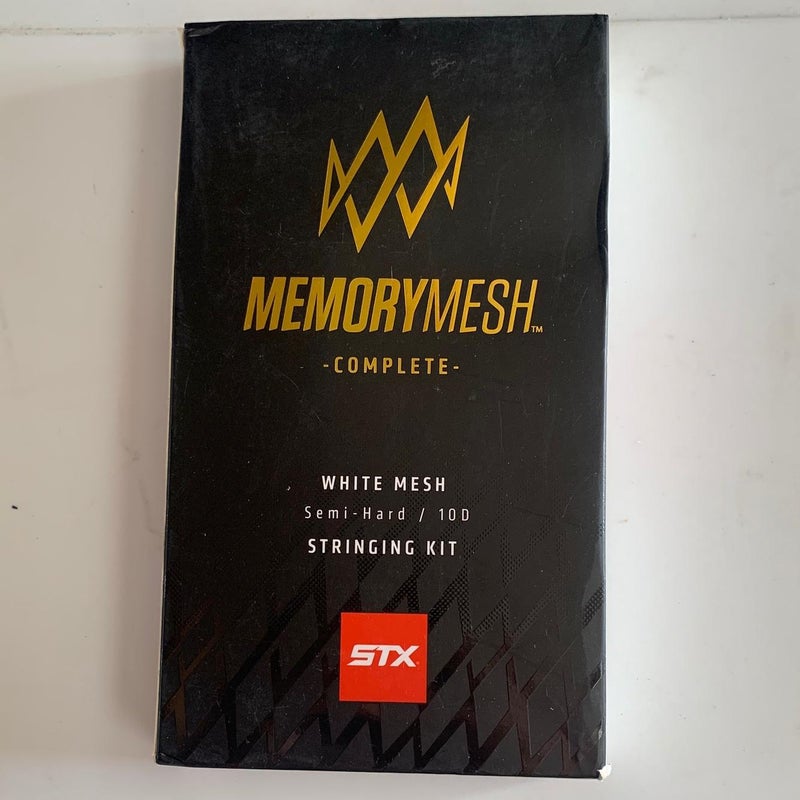 MEMORYMESH™
-COMPLETE-
WHITE MESH
Semi-Hard / 10D
STRINGING KIT
STX